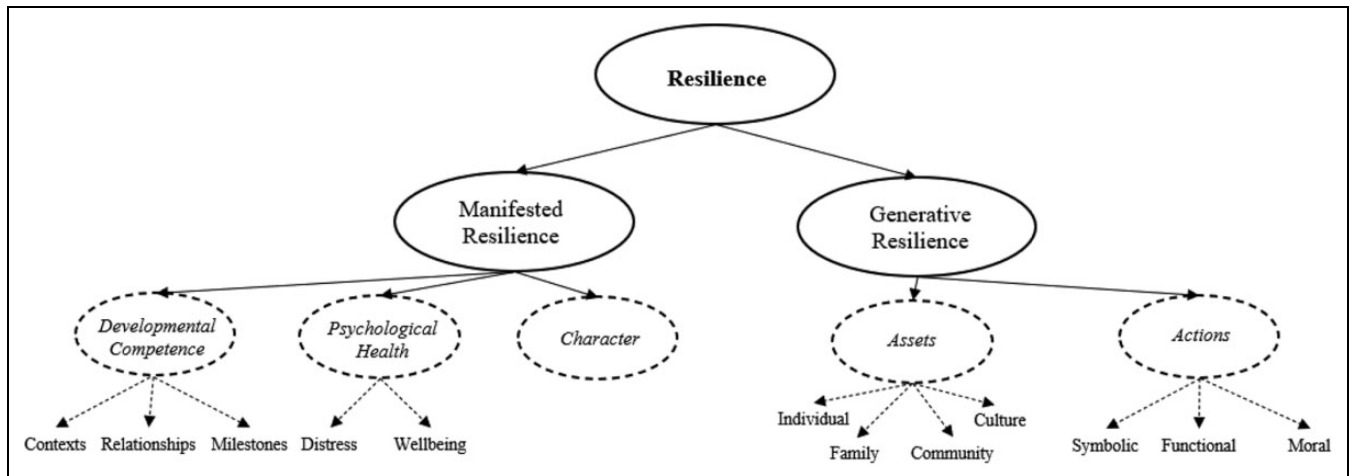 Resilience
Manifested
Resilience
Generative
Resilience
Developmental
Competence
Psychological
Health
Character
Assets
Actions
Contexts
Relationships
Milestones
Distress
Wellbeing
Individual
Family
Community
Culture
Symbolic
Functional
Moral